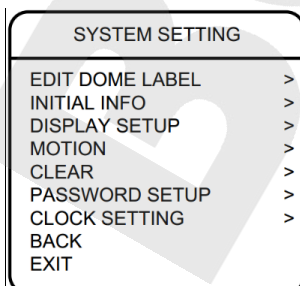 SYSTEM SETTING
EDIT DOME LABEL >
INITIAL INFO >
DISPLAY SETUP >
MOTION >
CLEAR >
PASSWORD SETUP >
CLOCK SETTING >
BACK
EXIT